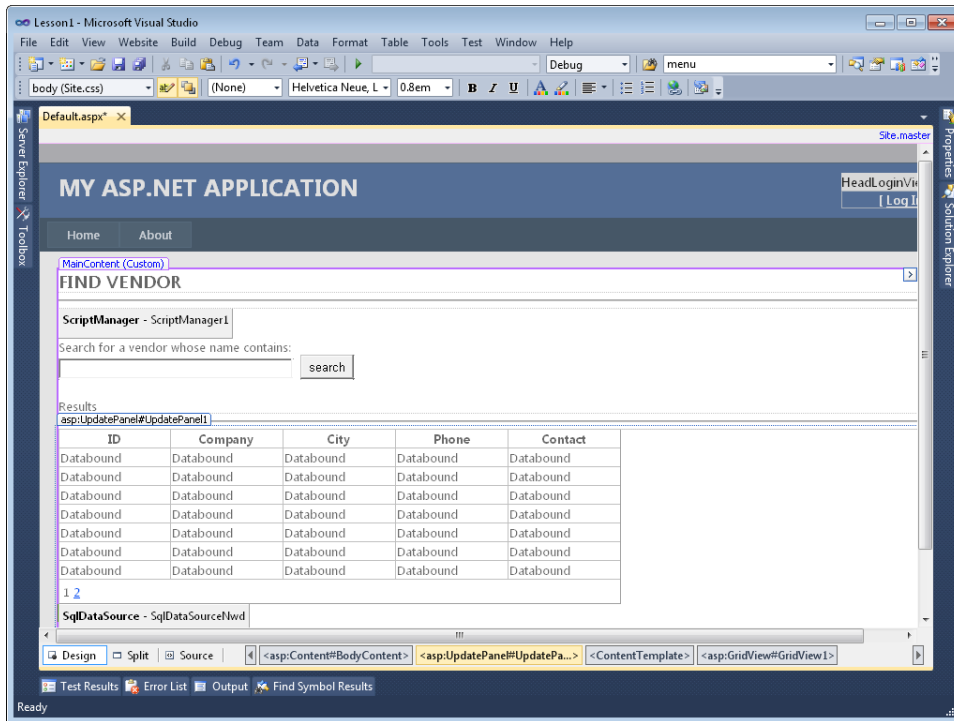 Lesson1 - Microsoft Visual Studio
File Edit View Website Build Debug Team Data Format Table Tools Test Window Help
Debug menu
body (Site.css) (None) Helvetica Neue, L 0.8em B I U A
Server Explorer
Toolbox
Default.aspx*
Properties
Solution Explorer
Site.master
MY ASP.NET APPLICATION
HeadLoginVie
[ Log I
Home About
MainContent (Custom)
FIND VENDOR
ScriptManager - ScriptManager1
Search for a vendor whose name contains:
search
Results
asp:UpdatePanel#UpdatePanel1
ID Company City Phone Contact
Databound Databound Databound Databound Databound
Databound Databound Databound Databound Databound
Databound Databound Databound Databound Databound
Databound Databound Databound Databound Databound
Databound Databound Databound Databound Databound
Databound Databound Databound Databound Databound
Databound Databound Databound Databound Databound
1 2
SqlDataSource - SqlDataSourceNwd
Design Split Source <asp:Content#BodyContent> <asp:UpdatePanel#UpdatePa...> <ContentTemplate> <asp:GridView#GridView1>
Test Results Error List Output Find Symbol Results
Ready